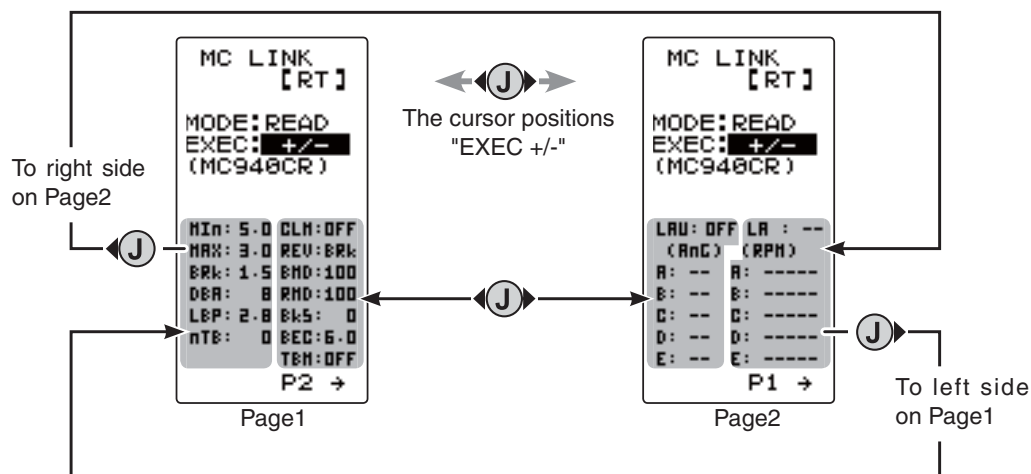 MC LINK
[RT]
MODE:READ
EXEC: +/-
(MC940CR)
MIn: 5.0 CLM:OFF
MAX: 3.0 REV:BRk
BRk: 1.5 BMD:100
DBA: 8 RMD:100
LBP: 2.8 BkS: 0
nTB: 0 BEC:6.0
TBM:OFF
P2 →
Page1
To right side
on Page2
J
J
The cursor positions
"EXEC +/-"
J
MC LINK
[RT]
MODE:READ
EXEC: +/-
(MC940CR)
LAU: OFF LA : --
(AnG) (RPM)
A: -- A: -----
B: -- B: -----
C: -- C: -----
D: -- D: -----
E: -- E: -----
P1 →
Page2
J
To left side
on Page1